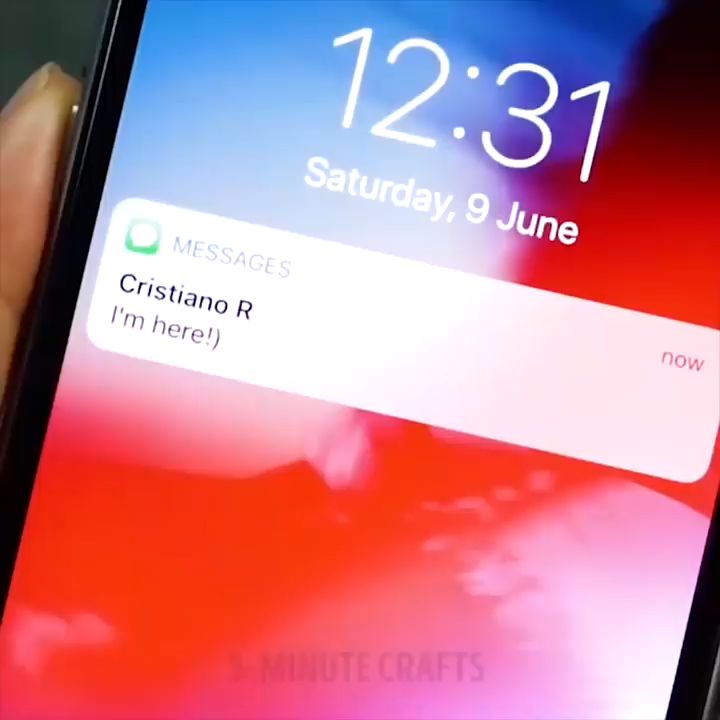 12:31
Saturday, 9 June
MESSAGES
Cristiano R
I'm here!)
now
5-MINUTE CRAFTS